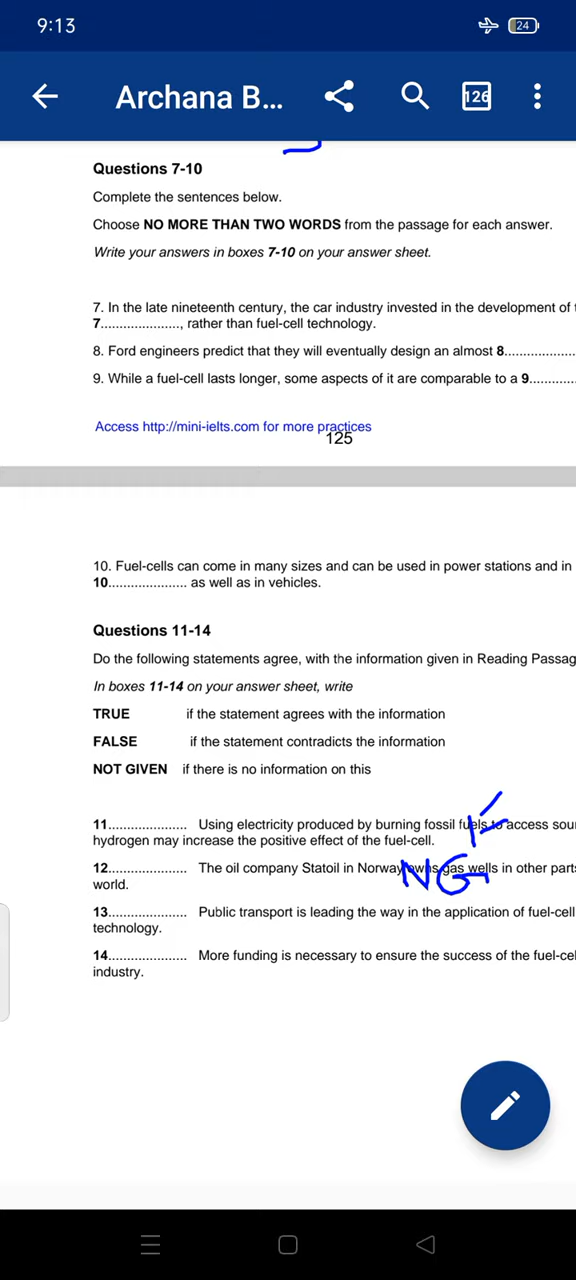 9:13
24
Archana B...
126
Questions 7-10
Complete the sentences below.
Choose NO MORE THAN TWO WORDS from the passage for each answer.
Write your answers in boxes 7-10 on your answer sheet.
7. In the late nineteenth century, the car industry invested in the development of
7...................., rather than fuel-cell technology.
8. Ford engineers predict that they will eventually design an almost 8...................
9. While a fuel-cell lasts longer, some aspects of it are comparable to a 9............
Access http://mini-ielts.com for more practices
125
10. Fuel-cells can come in many sizes and can be used in power stations and in
10..................... as well as in vehicles.
Questions 11-14
Do the following statements agree, with the information given in Reading
In boxes 11-14 on your answer sheet, write
TRUE if the statement agrees with the information
FALSE if the statement contradicts the information
NOT GIVEN if there is no information on this
11..................... Using electricity produced by burning fossil fuels to access
hydrogen may increase the positive effect of the fuel-cell.
F
12..................... The oil company Statoil in Norway owns gas wells in other
world.
NG
13..................... Public transport is leading the way in the application of fuel-cell
technology.
14..................... More funding is necessary to ensure the success of the
industry.